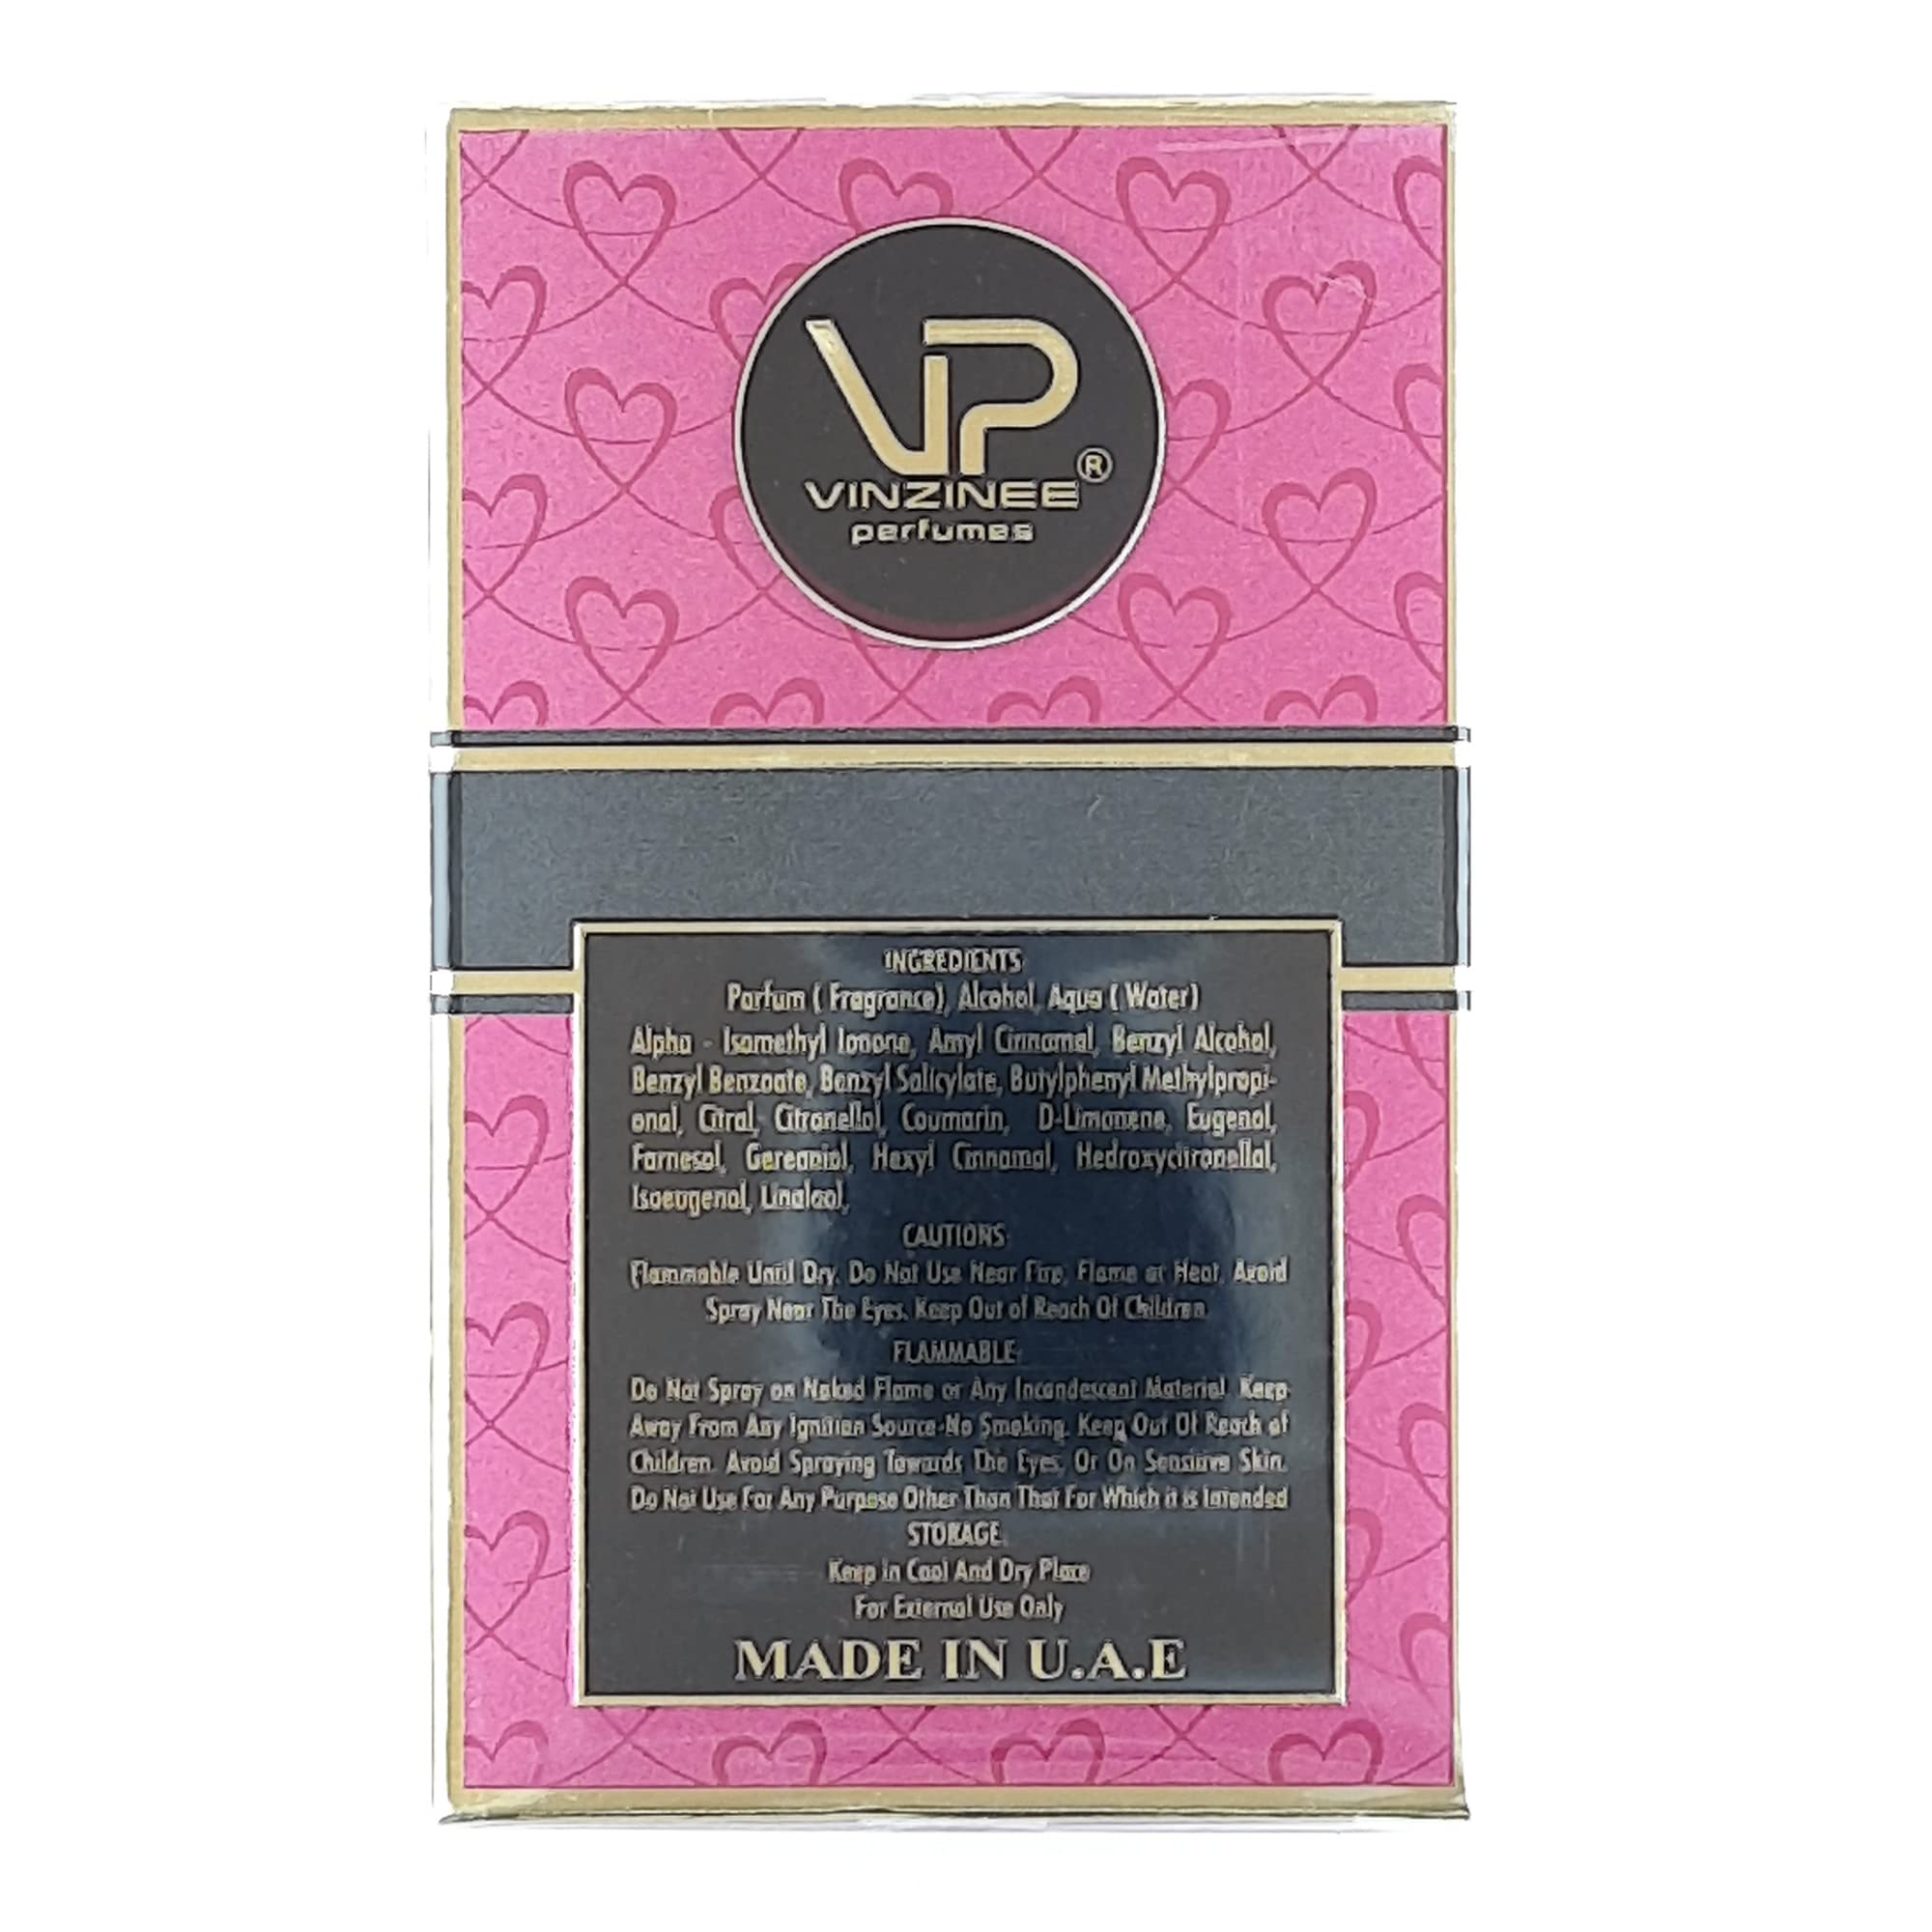 VP
VINZINEE®
perfumes
INGREDIENTS
Parfum ( Fragrance), Alcohol, Aqua ( Water)
Alpha - Isomethyl Ionone, Amyl Cinnamal, Benzyl Alcohol,
Benzyl Benzoate, Benzyl Salicylate, Butylphenyl Methylpropi-
onal, Citral, Citronellol, Coumarin, D-Limonene, Eugenol,
Farnesol, Gereaniol, Hexyl Cinnamal, Hedroxycitronellal,
Isoeugenol, Linalool,
CAUTIONS
Flammable Until Dry. Do Not Use Near Fire, Flame or Heat, Avoid
Spray Near The Eyes. Keep Out of Reach Of Children.
FLAMMABLE
Do Not Spray on Naked Flame or Any Incandescent Material. Keep
Away From Any Ignition Source-No Smoking. Keep Out Of Reach of
Children. Avoid Spraying Towards The Eyes, Or On Sensitive Skin.
Do Not Use For Any Purpose Other Than That For Which it is Intended
STORAGE
Keep in Cool And Dry Place
For External Use Only
MADE IN U.A.E